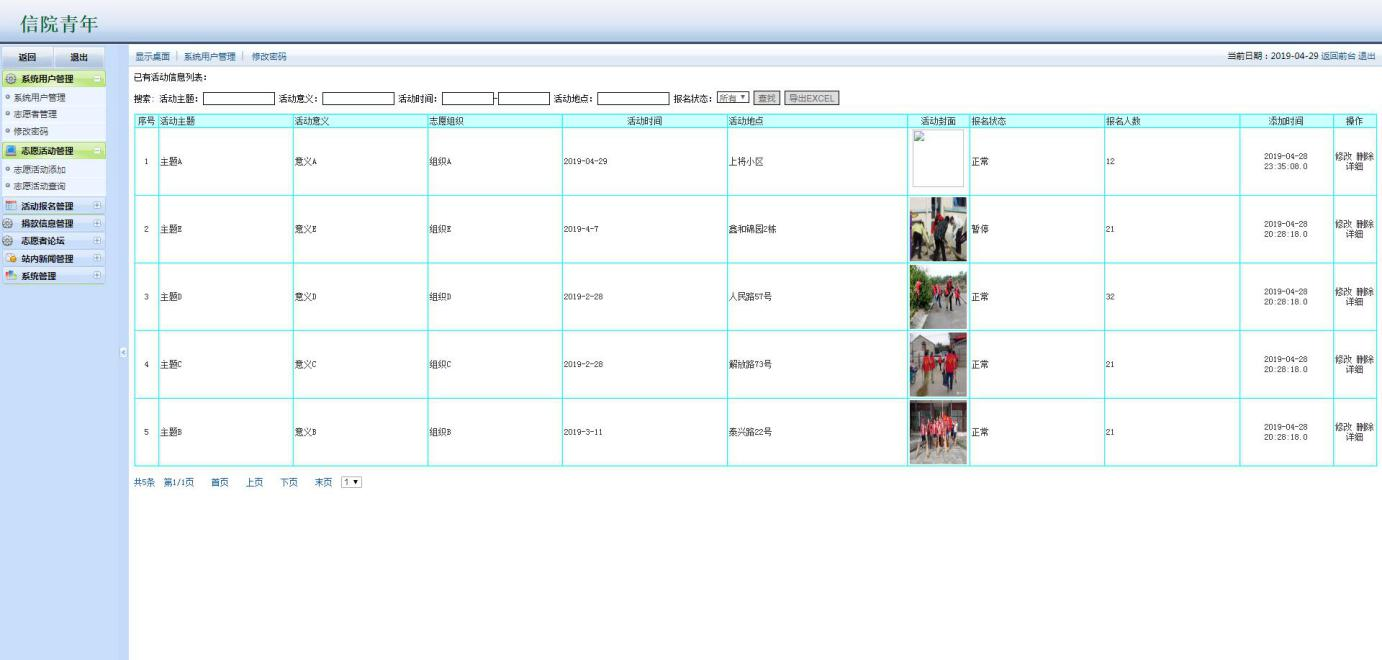 信院青年
返回 退出
显示桌面 系统用户管理 修改密码
当前日期：2019-04-29 返回前台 退出
系统用户管理
系统用户管理
志愿者管理
修改密码
志愿活动管理
志愿活动添加
志愿活动查询
活动报名管理
捐款信息管理
志愿者论坛
站内新闻管理
系统管理
已有活动信息列表:
搜索: 活动主题: 活动意义: 活动时间: - 活动地点: 报名状态: 所有 查找 导出EXCEL
序号 活动主题 活动意义 志愿组织 活动时间 活动地点 活动封面 报名状态 报名人数 添加时间 操作
1 主题A 意义A 组织A 2019-04-29 上将小区 正常 12 2019-04-28 23:35:08.0 修改 删除 详细
2 主题E 意义E 组织E 2019-4-7 鑫和锦园2栋 暂停 21 2019-04-28 20:28:18.0 修改 删除 详细
3 主题D 意义D 组织D 2019-2-28 人民路57号 正常 32 2019-04-28 20:28:18.0 修改 删除 详细
4 主题C 意义C 组织C 2019-2-28 解放路73号 正常 21 2019-04-28 20:28:18.0 修改 删除 详细
5 主题B 意义B 组织B 2019-3-11 泰兴路22号 正常 21 2019-04-28 20:28:18.0 修改 删除 详细
共5条 第1/1页 首页 上页 下页 末页 1